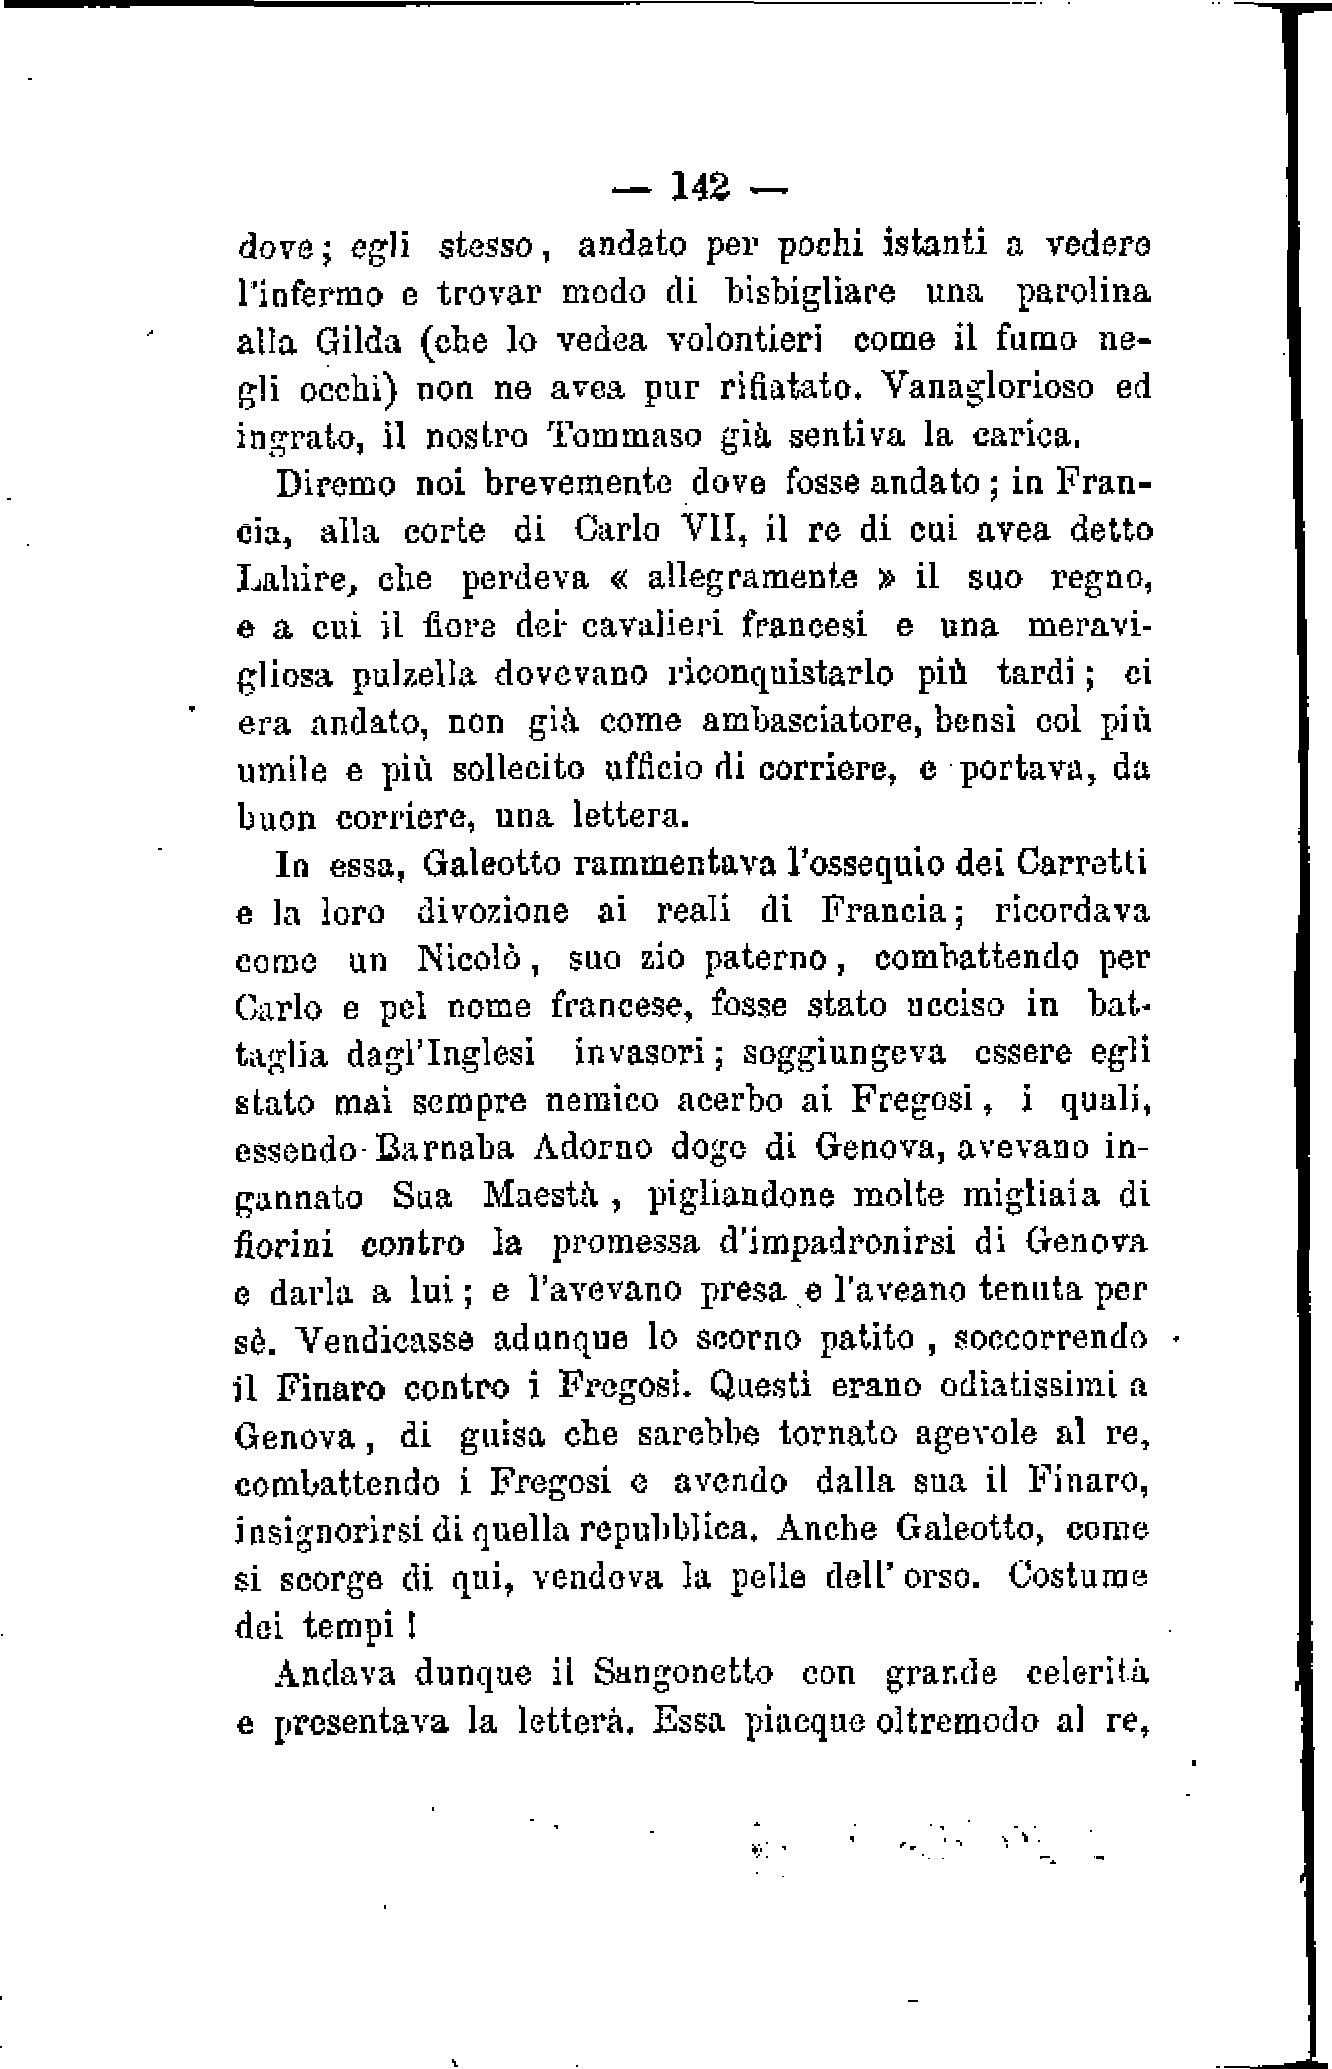 — 142 —
dove; egli stesso, andato per pochi istanti a vedere
l'infermo e trovar modo di bisbigliare una parolina
alla Gilda (che lo vedea volontieri come il fumo ne-
gli occhi) non ne avea pur rifiatato. Vanaglorioso ed
ingrato, il nostro Tommaso già sentiva la carica.
Diremo noi brevemente dove fosse andato; in Fran-
cia, alla corte di Carlo VII, il re di cui avea detto
Lahire, che perdeva « allegramente » il suo regno,
e a cui il fiore dei cavalieri francesi e una meravi-
gliosa pulzella dovevano riconquistarlo più tardi; ci
era andato, non già come ambasciatore, bensì col più
umile e più sollecito ufficio di corriere, e portava, da
buon corriere, una lettera.
In essa, Galeotto rammentava l'ossequio dei Carretti
e la loro divozione ai reali di Francia; ricordava
come un Nicolò, suo zio paterno, combattendo per
Carlo e pel nome francese, fosse stato ucciso in bat-
taglia dagl'Inglesi invasori; soggiungeva essere egli
stato mai sempre nemico acerbo ai Fregosi, i quali,
essendo Barnaba Adorno doge di Genova, avevano in-
gannato Sua Maestà, pigliandone molte migliaia di
fiorini contro la promessa d'impadronirsi di Genova
e darla a lui; e l'avevano presa e l'aveano tenuta per
sè. Vendicasse adunque lo scorno patito, soccorrendo
il Finaro contro i Fregosi. Questi erano odiatissimi a
Genova, di guisa che sarebbe tornato agevole al re,
combattendo i Fregosi e avendo dalla sua il Finaro,
insignorirsi di quella repubblica. Anche Galeotto, come
si scorge di qui, vendeva la pelle dell'orso. Costume
dei tempi!
Andava dunque il Sangonetto con grande celerità
e presentava la lettera. Essa piacque oltremodo al re,